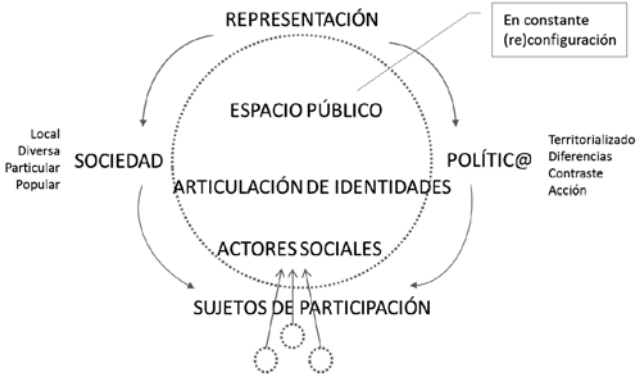 REPRESENTACIÓN
En constante
(re)configuración
ESPACIO PÚBLICO
Local
Diversa
Particular
Popular
SOCIEDAD
POLÍTIC@
Territorializado
Diferencias
Contraste
Acción
ARTICULACIÓN DE IDENTIDADES
ACTORES SOCIALES
SUJETOS DE PARTICIPACIÓN